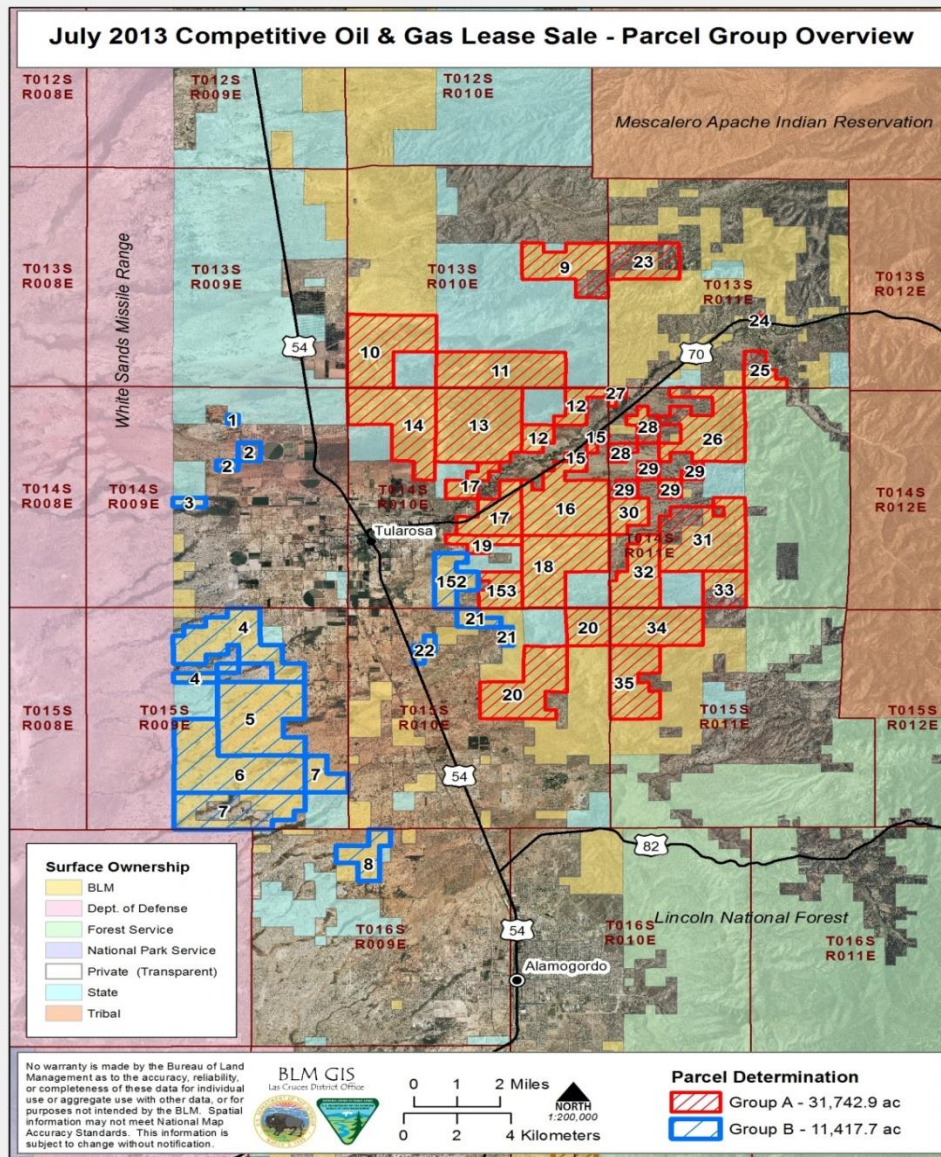 July 2013 Competitive Oil & Gas Lease Sale - Parcel Group Overview
T012S
R008E
T012S
R009E
T012S
R010E
Mescalero Apache Indian Reservation
White Sands Missile Range
T013S
R008E
T013S
R009E
T013S
R010E
9
23
T013S
R011E
T013S
R012E
24
54
70
10
11
25
27
12
14
13
28
1
12
15
26
2
28
2
15
29
29
17
29
29
T014S
R008E
T014S
R009E
3
T014S
R010E
16
30
T014S
R012E
17
Tularosa
31
19
T014S
R011E
18
32
152
153
33
21
4
20
34
21
22
4
20
35
T015S
R008E
T015S
R009E
5
T015S
R010E
T015S
R011E
T015S
R012E
6
7
54
7
8
82
T016S
R009E
54
T016S
R010E
Lincoln National Forest
T016S
R011E
Alamogordo
Surface Ownership
BLM
Dept. of Defense
Forest Service
National Park Service
Private (Transparent)
State
Tribal
No warranty is made by the Bureau of Land
Management as to the accuracy, reliability,
or completeness of these data for individual
use or aggregate use with other data, or for
purposes not intended by the BLM. Spatial
information may not meet National Map
Accuracy Standards. This information is
subject to change without notification.
BLM GIS
Las Cruces District Office
0 1 2 Miles
0 2 4 Kilometers
NORTH
1:200,000
Parcel Determination
Group A - 31,742.9 ac
Group B - 11,417.7 ac